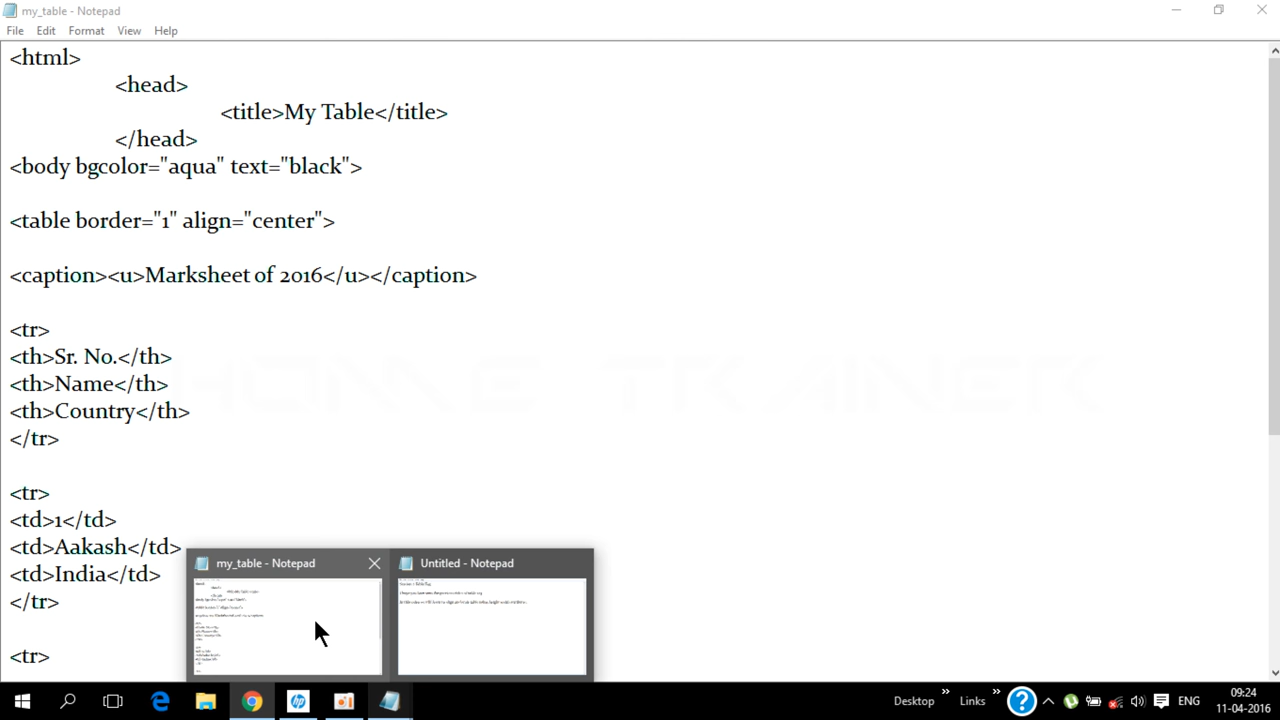 my_table - Notepad
File Edit Format View Help
<html>
<head>
<title>My Table</title>
</head>
<body bgcolor="aqua" text="black">
<table border="1" align="center">
<caption><u>Marksheet of 2016</u></caption>
<tr>
<th>Sr. No.</th>
<th>Name</th>
<th>Country</th>
</tr>
<tr>
<td>1</td>
<td>Aakash</td>
<td>India</td>
</tr>
<tr>
HOME TRAINER
my_table - Notepad
Untitled - Notepad
Desktop » Links » ENG
09:24
11-04-2016